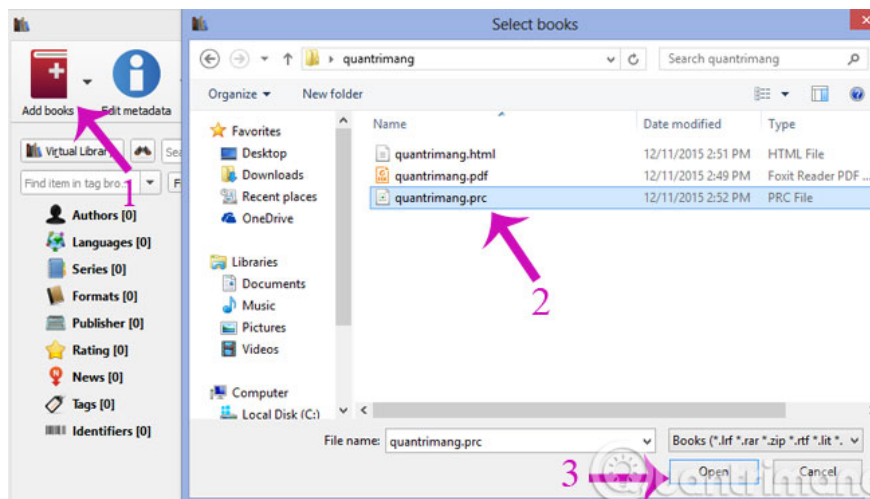 Select books
quantrimang
Search quantrimang
Organize
New folder
Add books
Edit metadata
Virtual Library
Find item in tag bro...
1
Authors [0]
Languages [0]
Series [0]
Formats [0]
Publisher [0]
Rating [0]
News [0]
Tags [0]
Identifiers [0]
Favorites
Desktop
Downloads
Recent places
OneDrive
Libraries
Documents
Music
Pictures
Videos
Computer
Local Disk (C:)
Name Date modified Type
quantrimang.html 12/11/2015 2:51 PM HTML File
quantrimang.pdf 12/11/2015 2:49 PM Foxit Reader PDF ...
quantrimang.prc 12/11/2015 2:52 PM PRC File
2
File name: quantrimang.prc Books (*.lrf *.rar *.zip *.rtf *.lit *.
3
Open Cancel